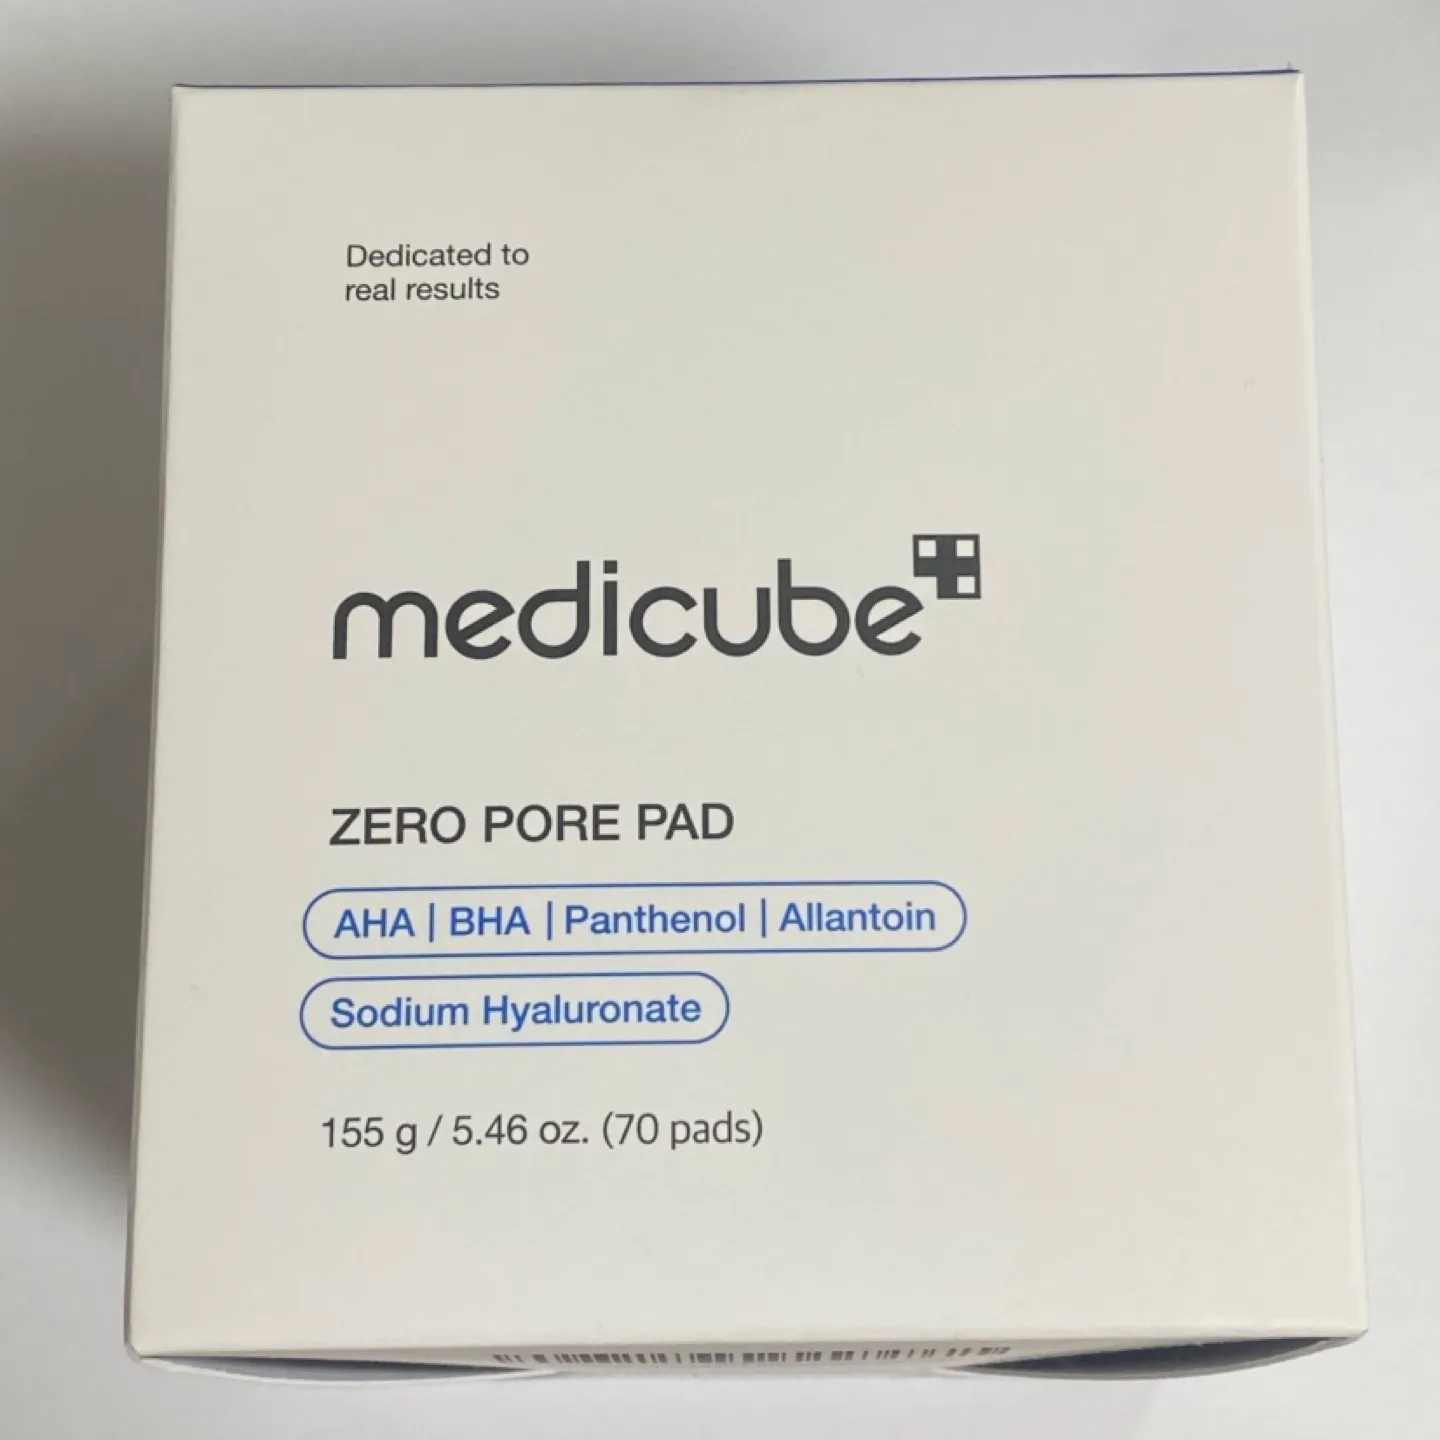 Dedicated to
real results
medicube
ZERO PORE PAD
AHA | BHA | Panthenol | Allantoin
Sodium Hyaluronate
155 g / 5.46 oz. (70 pads)